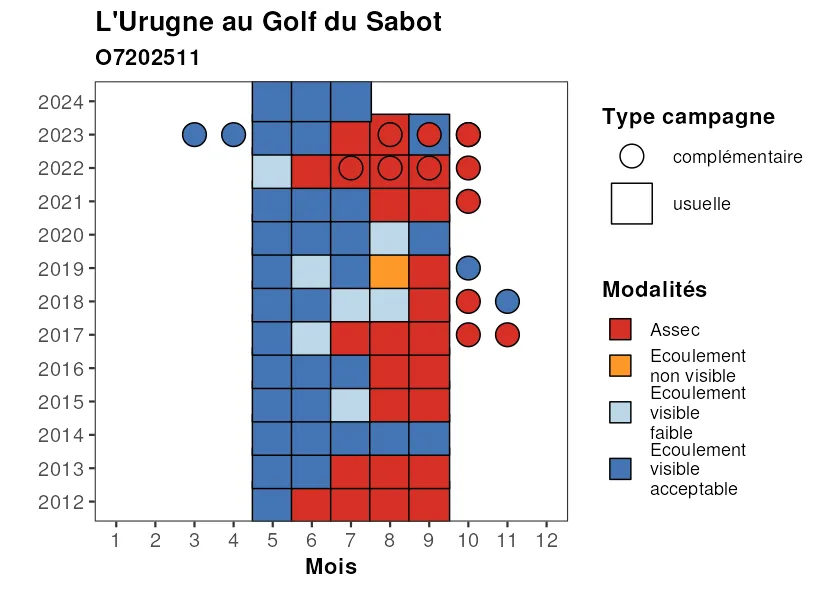 L'Urugne au Golf du Sabot
O7202511
2024
2023
2022
2021
2020
2019
2018
2017
2016
2015
2014
2013
2012
1 2 3 4 5 6 7 8 9 10 11 12
Mois
Type campagne
complémentaire
usuelle
Modalités
Assec
Ecoulement
non visible
Ecoulement
visible
faible
Ecoulement
visible
acceptable